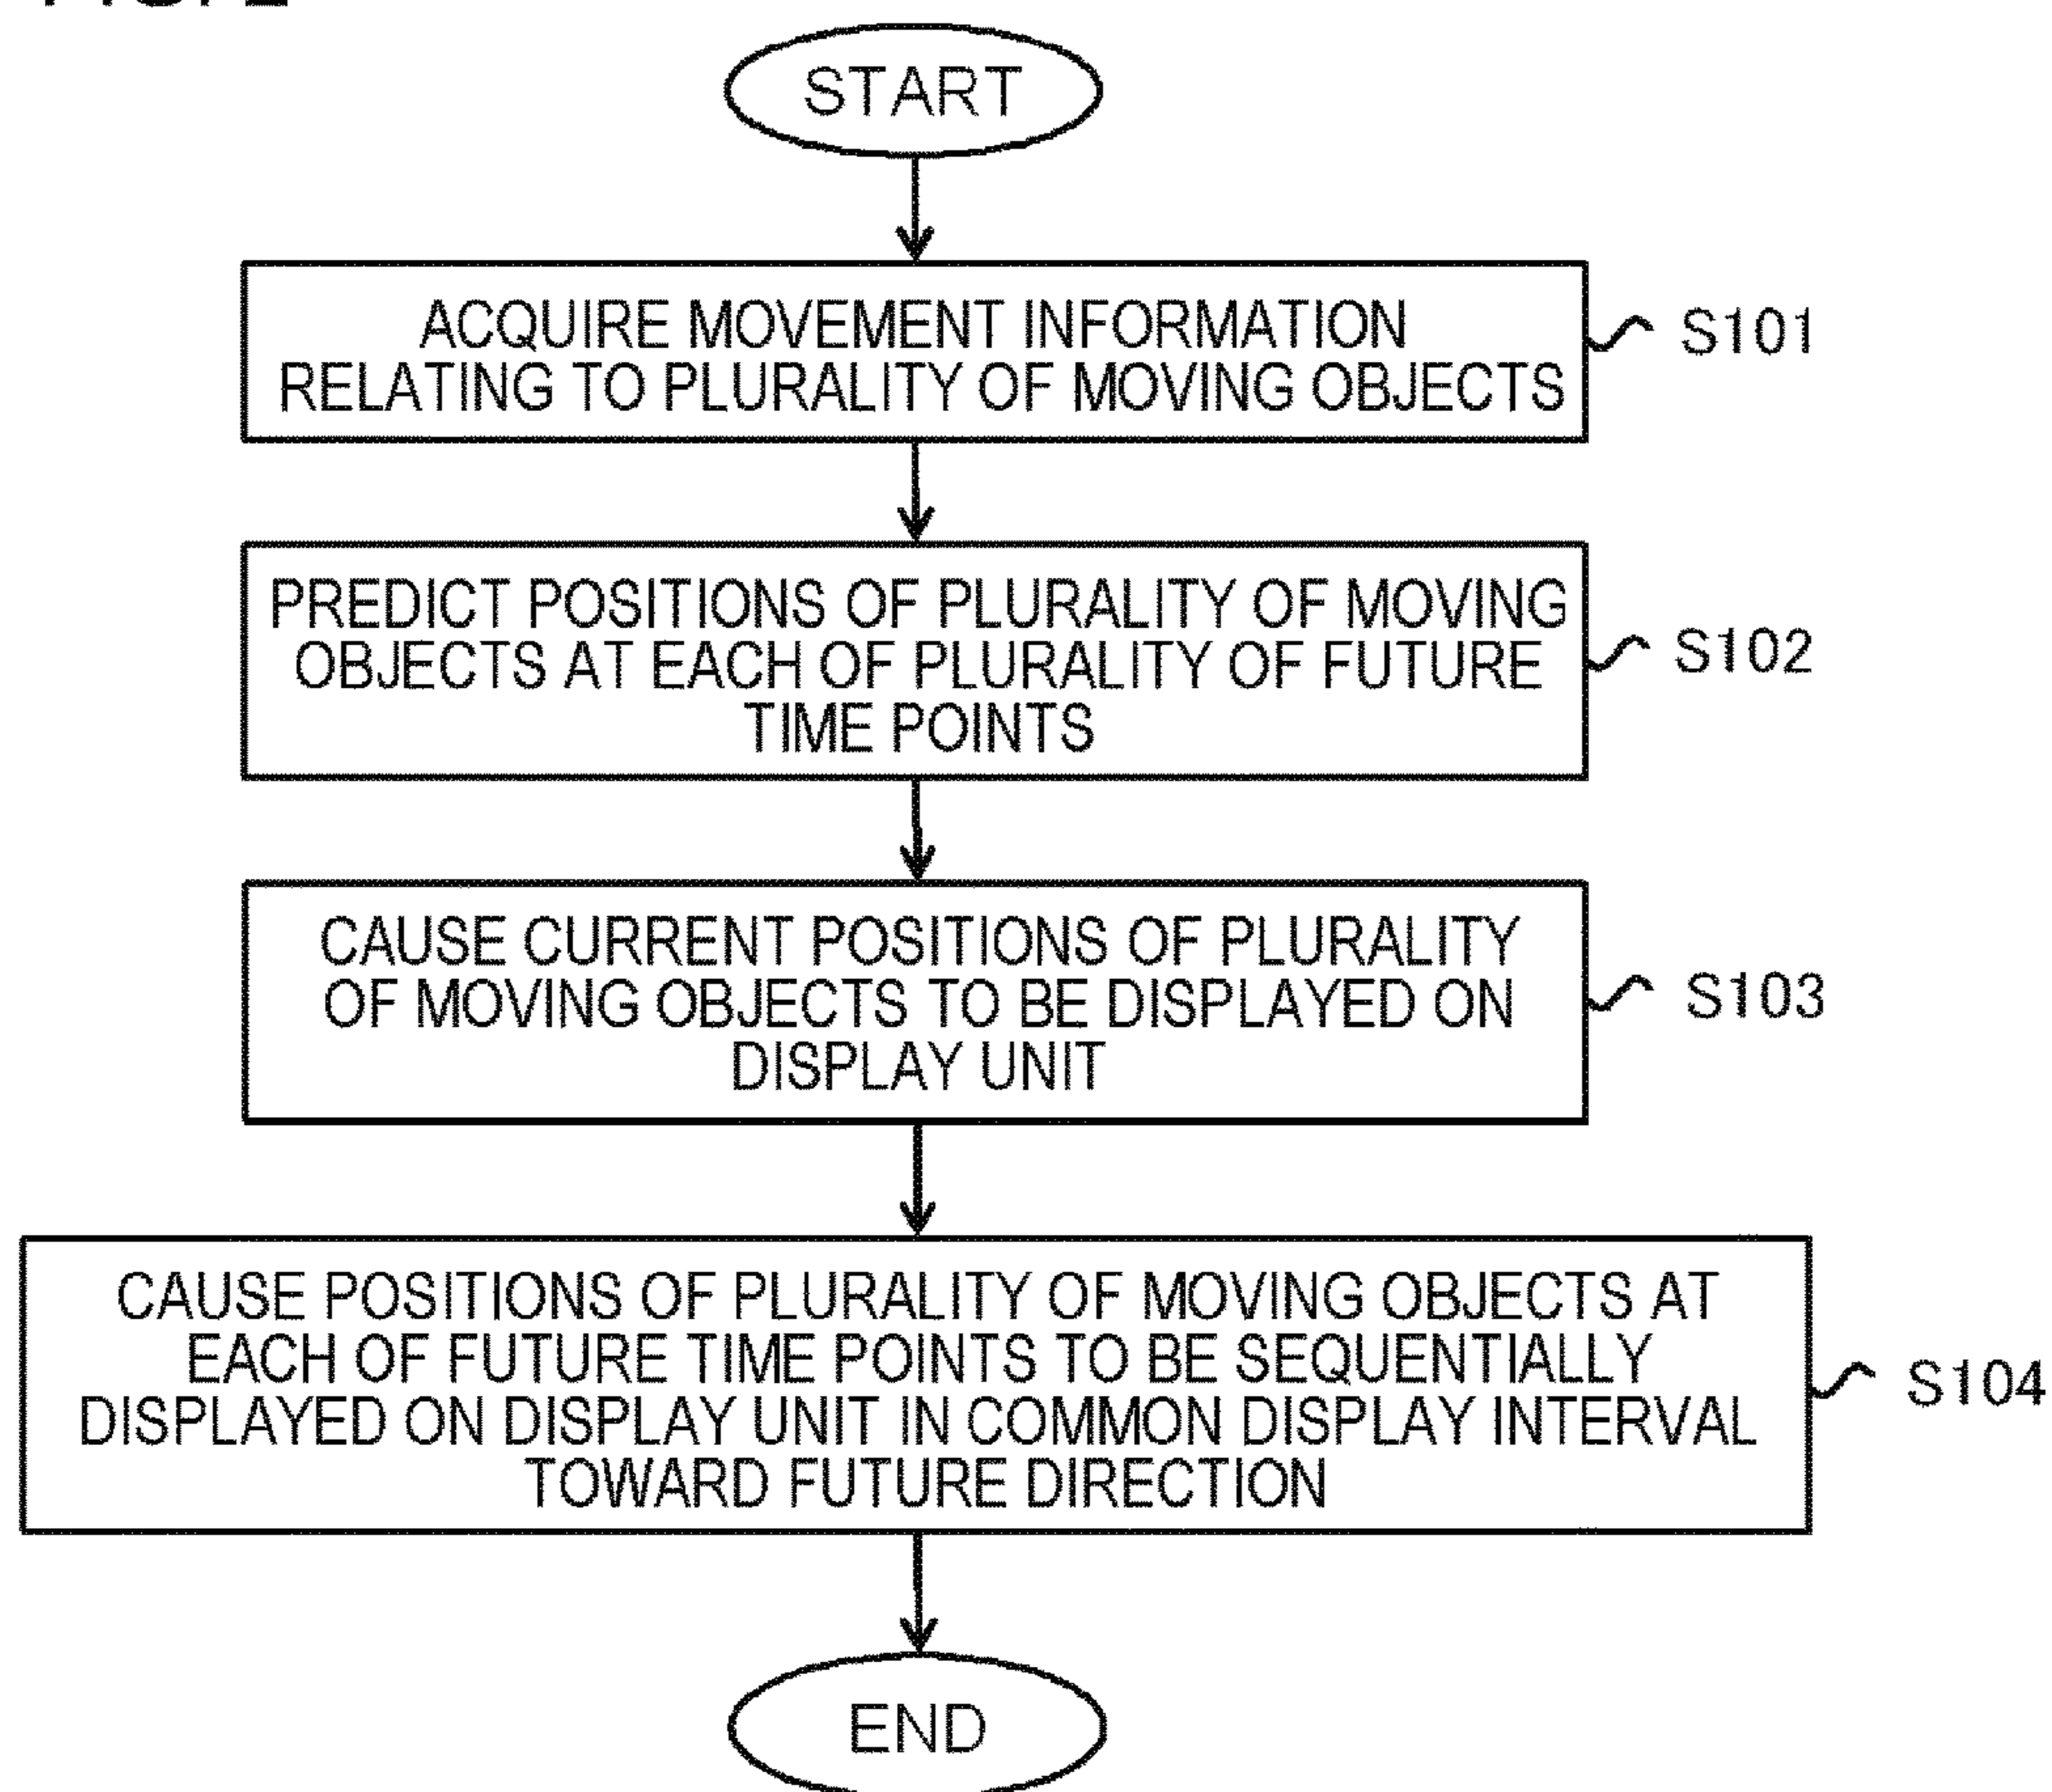 START
ACQUIRE MOVEMENT INFORMATION
RELATING TO PLURALITY OF MOVING OBJECTS
S101
PREDICT POSITIONS OF PLURALITY OF MOVING
OBJECTS AT EACH OF PLURALITY OF FUTURE
TIME POINTS
S102
CAUSE CURRENT POSITIONS OF PLURALITY
OF MOVING OBJECTS TO BE DISPLAYED ON
DISPLAY UNIT
S103
CAUSE POSITIONS OF PLURALITY OF MOVING OBJECTS AT
EACH OF FUTURE TIME POINTS TO BE SEQUENTIALLY
DISPLAYED ON DISPLAY UNIT IN COMMON DISPLAY INTERVAL
TOWARD FUTURE DIRECTION
S104
END